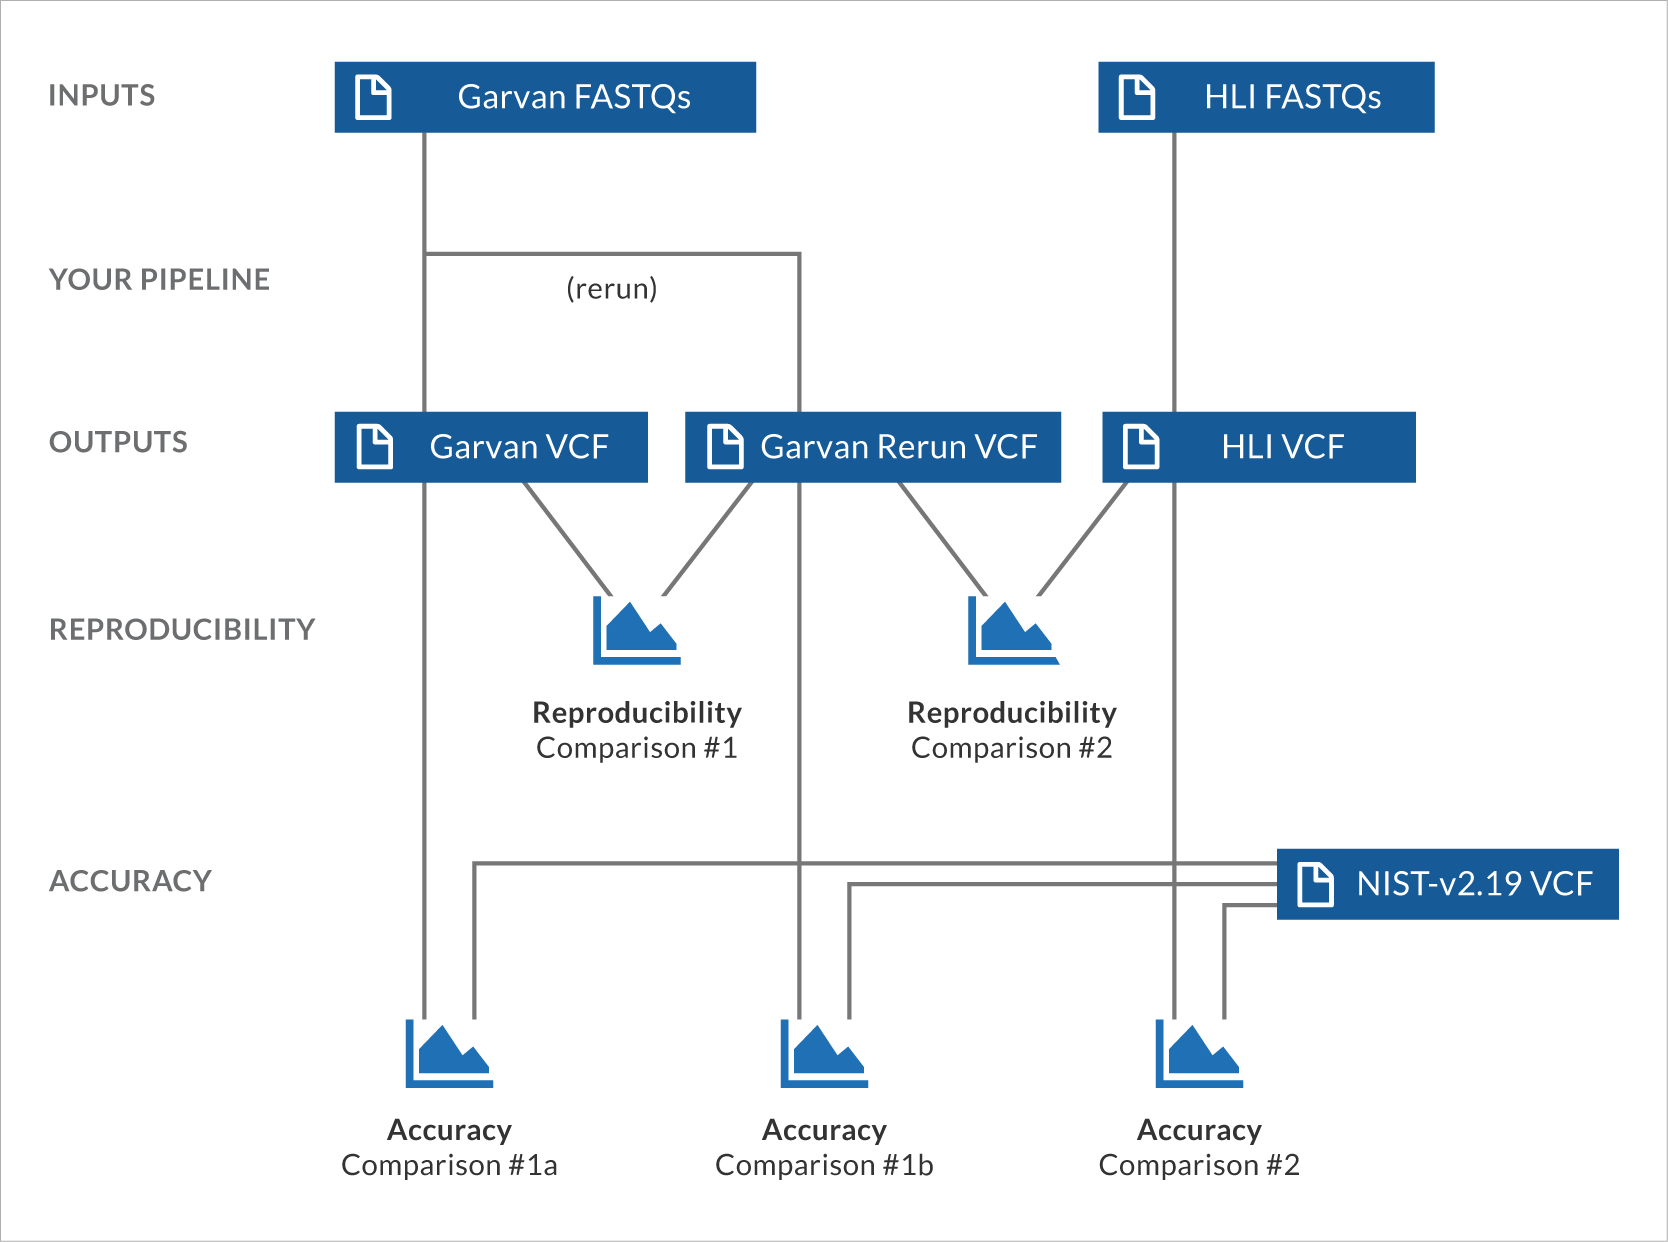 INPUTS
Garvan FASTQs
HLI FASTQs
YOUR PIPELINE
(rerun)
OUTPUTS
Garvan VCF
Garvan Rerun VCF
HLI VCF
REPRODUCIBILITY
Reproducibility
Comparison #1
Reproducibility
Comparison #2
ACCURACY
NIST-v2.19 VCF
Accuracy
Comparison #1a
Accuracy
Comparison #1b
Accuracy
Comparison #2